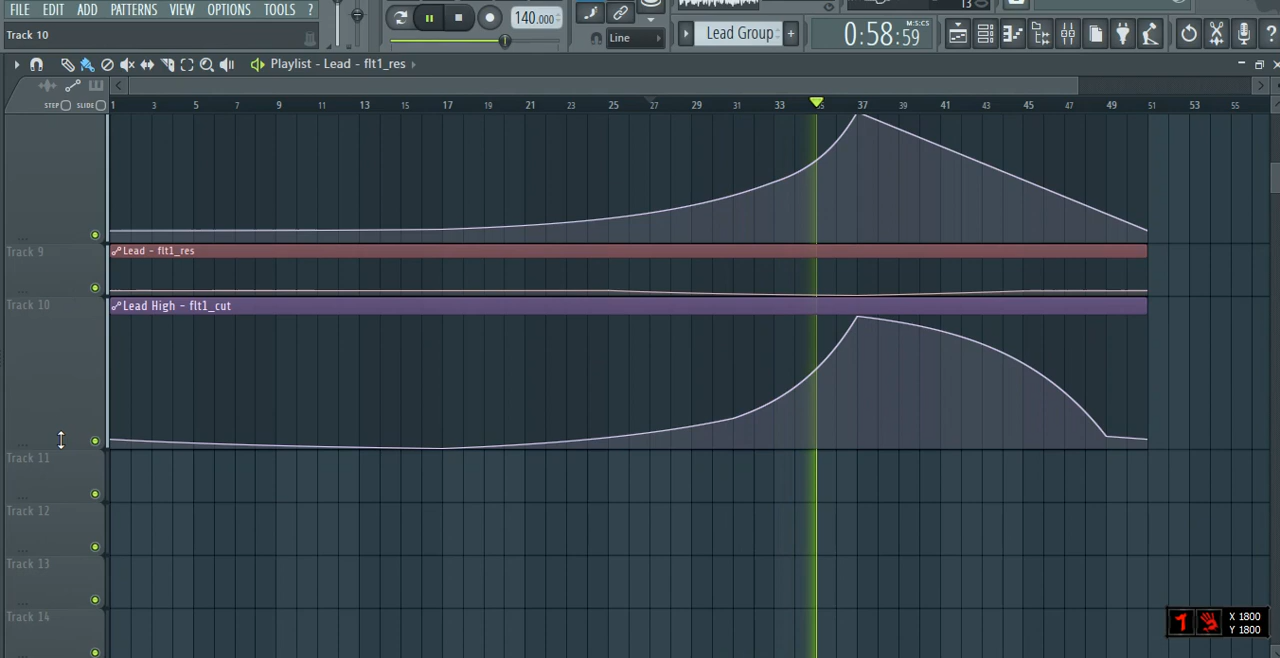 FILE EDIT ADD PATTERNS VIEW OPTIONS TOOLS ?
140.000
13
Track 10
Line
Lead Group
+
0:58:59
M:S:CS
?
Playlist - Lead - flt1_res
STEP SLIDE
1 3 5 7 9 11 13 15 17 19 21 23 25 27 29 31 33 35 37 39 41 43 45 47 49 51 53 55
Track 9
Lead - flt1_res
Track 10
Lead High - flt1_cut
Track 11
Track 12
Track 13
Track 14
X 1800
Y 1800